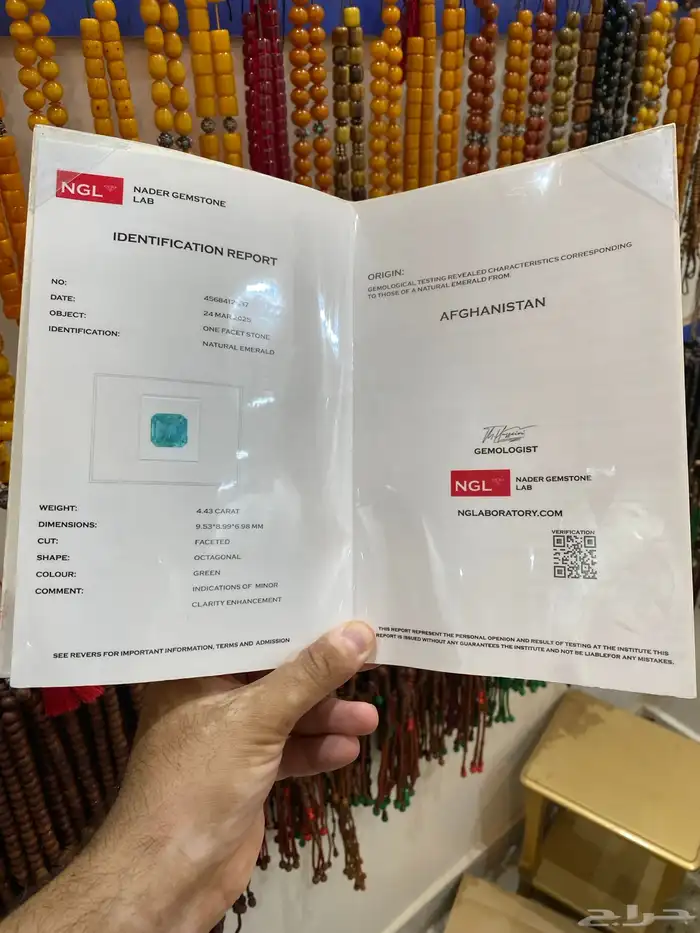 NGL
NADER GEMSTONE
LAB
IDENTIFICATION REPORT
NO:
DATE:
24 MAR 2025
OBJECT:
ONE FACET STONE
IDENTIFICATION:
NATURAL EMERALD
WEIGHT: 4.43 CARAT
DIMENSIONS: 9.53*8.99*6.98 MM
CUT: FACETED
SHAPE: OCTAGONAL
COLOUR: GREEN
COMMENT: INDICATIONS OF MINOR
CLARITY ENHANCEMENT
SEE REVERS FOR IMPORTANT INFORMATION, TERMS AND ADMISSION
ORIGIN:
GEMOLOGICAL TESTING REVEALED CHARACTERISTICS CORRESPONDING
TO THOSE OF A NATURAL EMERALD FROM.
AFGHANISTAN
GEMOLOGIST
NGL
NADER GEMSTONE
LAB
NGLABORATORY.COM
VERIFICATION
THIS REPORT REPRESENT THE PERSONAL OPENION AND RESULT OF TESTING AT THE INSTITUTE THIS
REPORT IS ISSUED WITHOUT ANY GUARANTEES THE INSTITUTE AND NOT BE LIABLEFOR ANY MISTAKES.
حراج